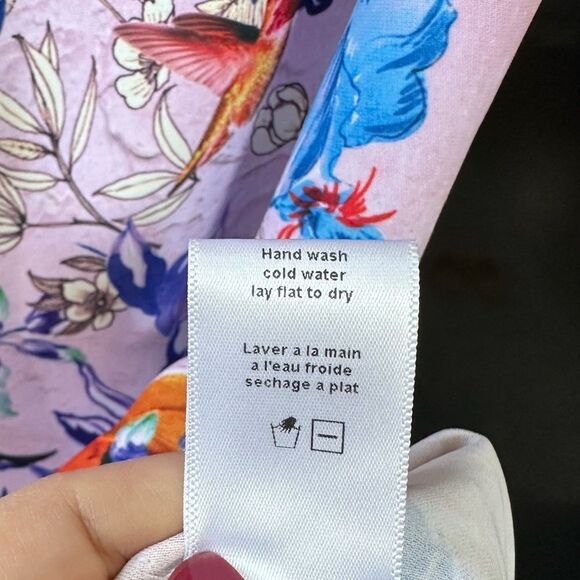 Hand wash
cold water
lay flat to dry
Laver a la main
a l'eau froide
sechage a plat